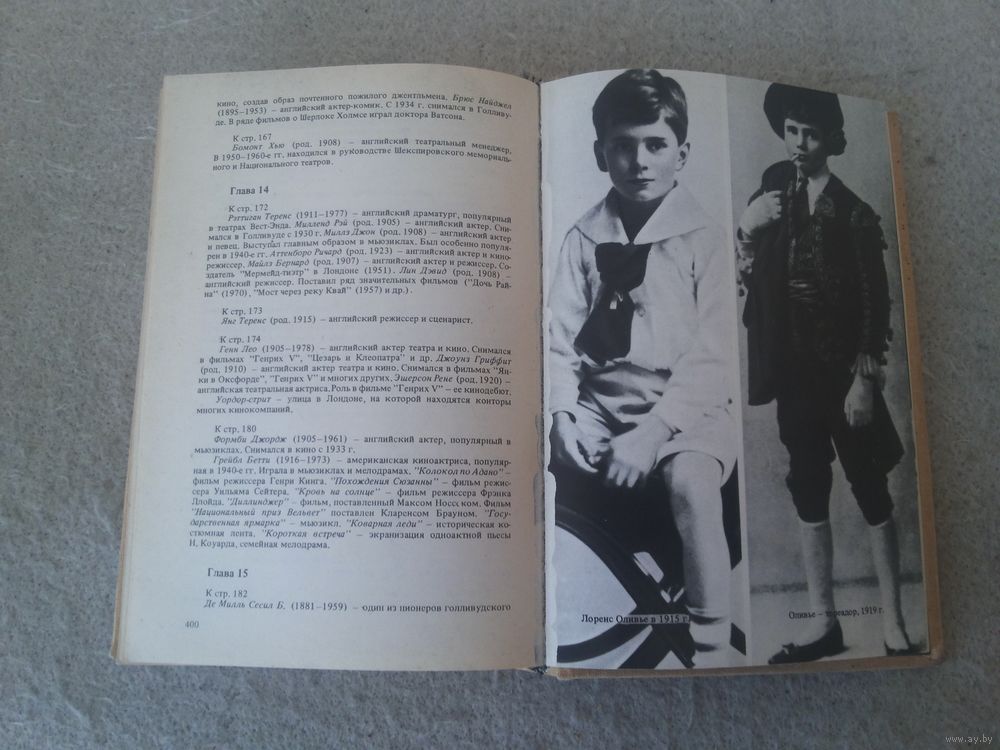 кино, создав образ почтенного пожилого джентльмена. Брюс Найджел
(1895–1953) – английский актер-комик. С 1934 г. снимался в Голливу-
де. В ряде фильмов о Шерлоке Холмсе играл доктора Ватсона.
К стр. 167
Бомонт Хью (род. 1908) – английский театральный менеджер,
В 1950–1960-е гг. находился в руководстве Шекспировского мемориаль-
ного и Национального театров.
Глава 14
К стр. 172
Рэттиган Теренс (1911–1977) – английский драматург, популярный
в театрах Вест-Энда. Милленд Рэй (род. 1905) – английский актер. Сни-
мался в Голливуде с 1930 г. Миллз Джон (род. 1908) – английский актер
и певец. Выступал главным образом в мьюзиклах. Был особенно популя-
рен в 1940-е гг. Аттенборо Ричард (род. 1923) – английский актер и кино-
режиссер. Майлз Бернард (род. 1907) – английский актер и режиссер. Со-
здатель "Мермейд-тиэтр" в Лондоне (1951). Лин Дэвид (род. 1908) –
английский режиссер. Поставил ряд значительных фильмов ("Дочь Рай-
на" (1970), "Мост через реку Квай" (1957) и др.).
К стр. 173
Янг Теренс (род. 1915) – английский режиссер и сценарист.
К стр. 174
Генн Лео (1905–1978) – английский актер театра и кино. Снимался
в фильмах "Генрих V", "Цезарь и Клеопатра" и др. Джоунз Гриффит
(род. 1910) – английский актер театра и кино. Снимался в фильмах "Ян-
ки в Оксфорде", "Генрих V" и многих других. Эшерсон Рене (род. 1920) –
английская театральная актриса. Роль в фильме "Генрих V" – ее кинодебют.
Уордор-стрит – улица в Лондоне, на которой находятся конторы
многих кинокомпаний.
К стр. 180
Формби Джордж (1905–1961) – английский актер, популярный в
мьюзиклах. Снимался в кино с 1933 г.
Грейбл Бетти (1916–1973) – американская киноактриса, популяр-
ная в 1940-е гг. Играла в мьюзиклах и мелодрамах. "Колокол по Адано" –
фильм режиссера Генри Кинга. "Похождения Сюзанны" – фильм режис-
сера Уильяма Сейтера. "Кровь на солнце" – фильм режиссера Фрэнка
Ллойда. "Диллинджер" – фильм, поставленный Максом Носс ком. Фильм
"Национальный приз Вельвет" поставлен Кларенсом Брауном. "Госу-
дарственная ярмарка" – мьюзикл. "Коварная леди" – историческая ко-
стюмная лента. "Короткая встреча" – экранизация одноактной пьесы
Н. Коуарда, семейная мелодрама.
Глава 15
К стр. 182
Де Милль Сесил Б. (1881–1959) – один из пионеров голливудского
400
Лоренс Оливье в 1915 г.
Оливье – тореадор, 1919 г.
www.ay.by